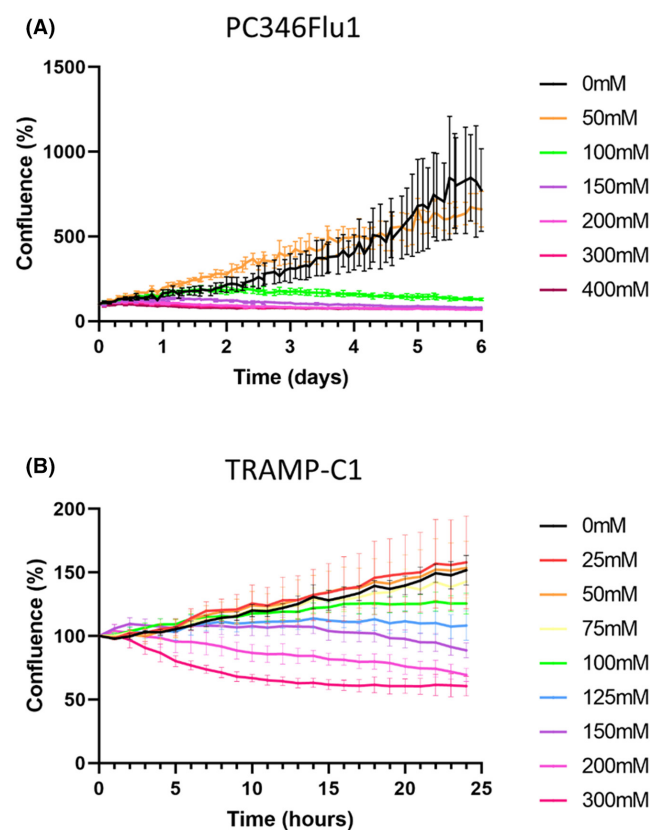 (A)
PC346Flu1
1500
1000
500
0
Confluence (%)
0 1 2 3 4 5 6
Time (days)
0mM
50mM
100mM
150mM
200mM
300mM
400mM
(B)
TRAMP-C1
200
150
100
50
0
Confluence (%)
0 5 10 15 20 25
Time (hours)
0mM
25mM
50mM
75mM
100mM
125mM
150mM
200mM
300mM